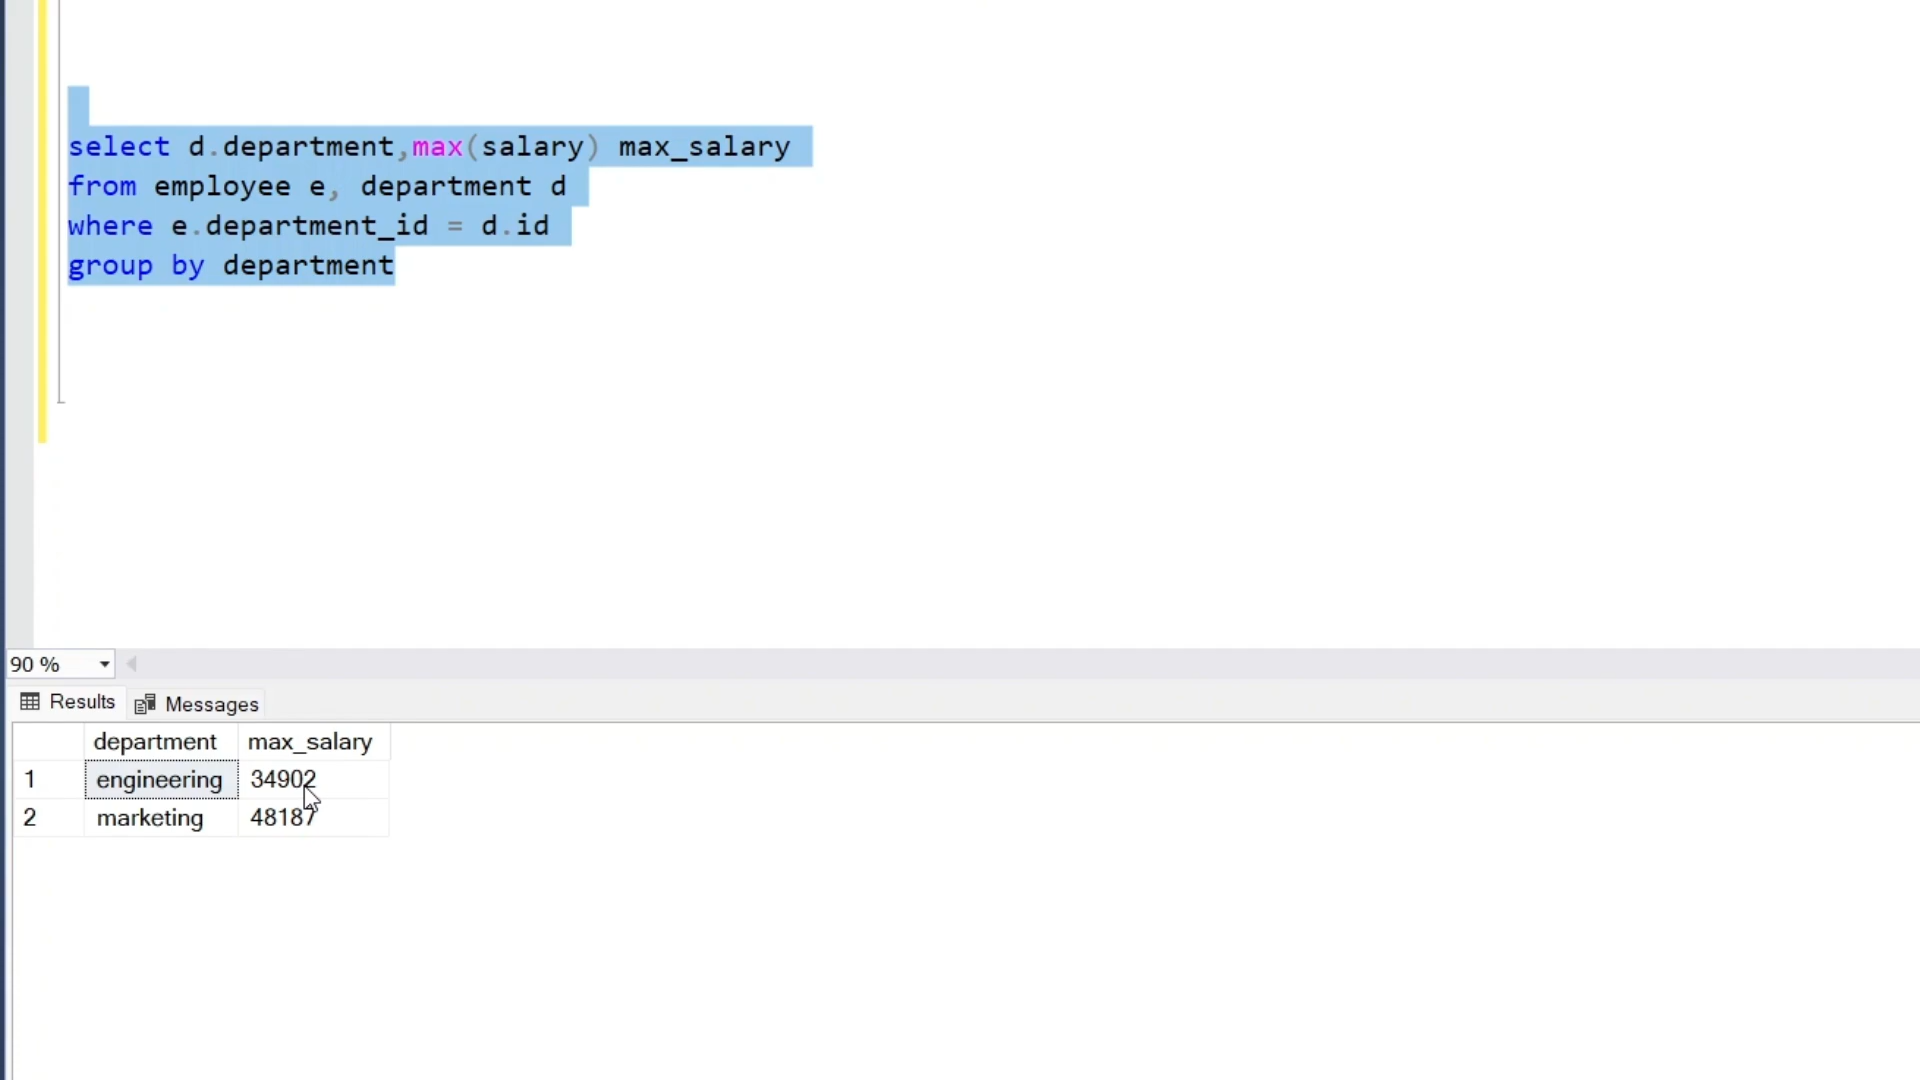 select d.department,max(salary) max_salary
from employee e, department d
where e.department_id = d.id
group by department
90 %
Results Messages
department max_salary
1 engineering 34902
2 marketing 48187